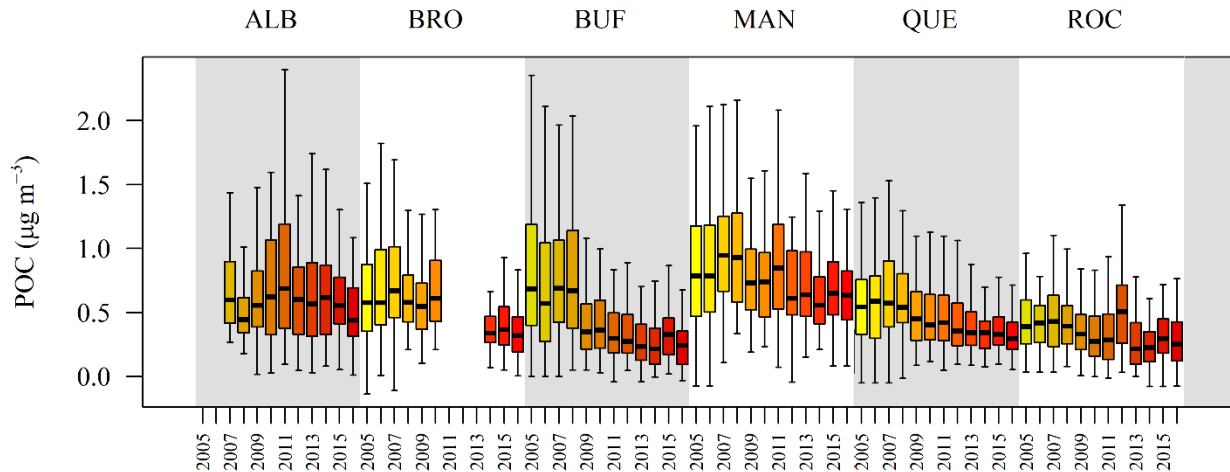 ALB BRO BUF MAN QUE ROC
POC (µg m⁻³)
2.0
1.5
1.0
0.5
0.0
2005 2007 2009 2011 2013 2015 2005 2007 2009 2011 2013 2015 2005 2007 2009 2011 2013 2015 2005 2007 2009 2011 2013 2015 2005 2007 2009 2011 2013 2015 2005 2007 2009 2011 2013 2015